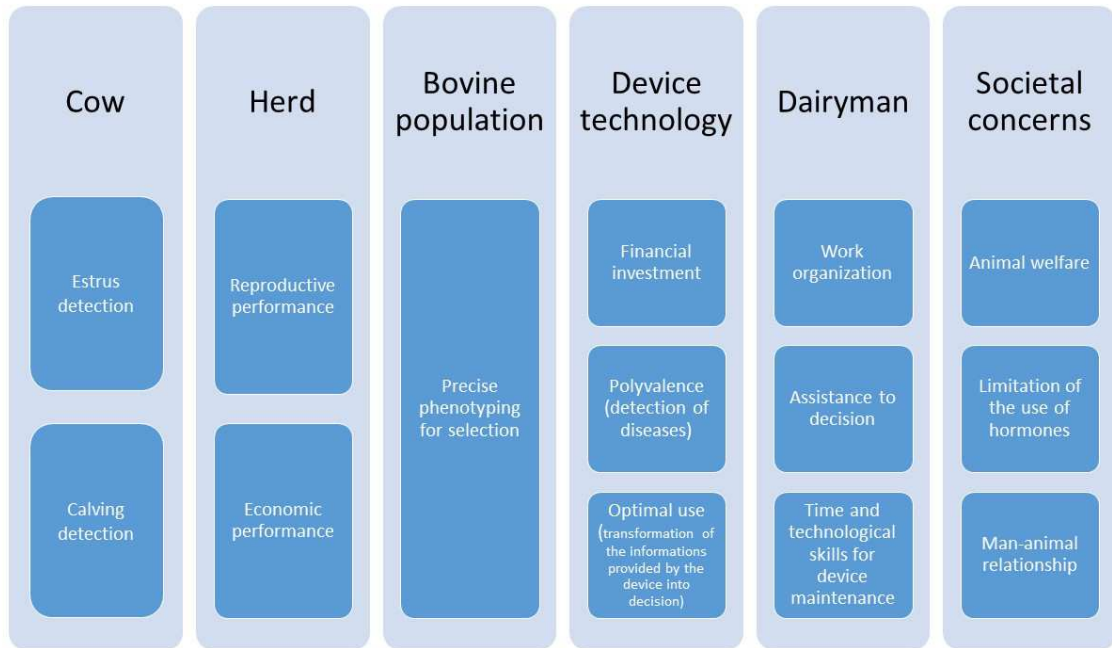 Cow
Estrus
detection
Calving
detection
Herd
Reproductive
performance
Economic
performance
Bovine
population
Precise
phenotyping
for selection
Device
technology
Financial
investment
Polyvalence
(detection of
diseases)
Optimal use
(transformation of
the informations
provided by the
device into
decision)
Dairyman
Work
organization
Assistance to
decision
Time and
technological
skills for
device
maintenance
Societal
concerns
Animal welfare
Limitation of
the use of
hormones
Man-animal
relationship